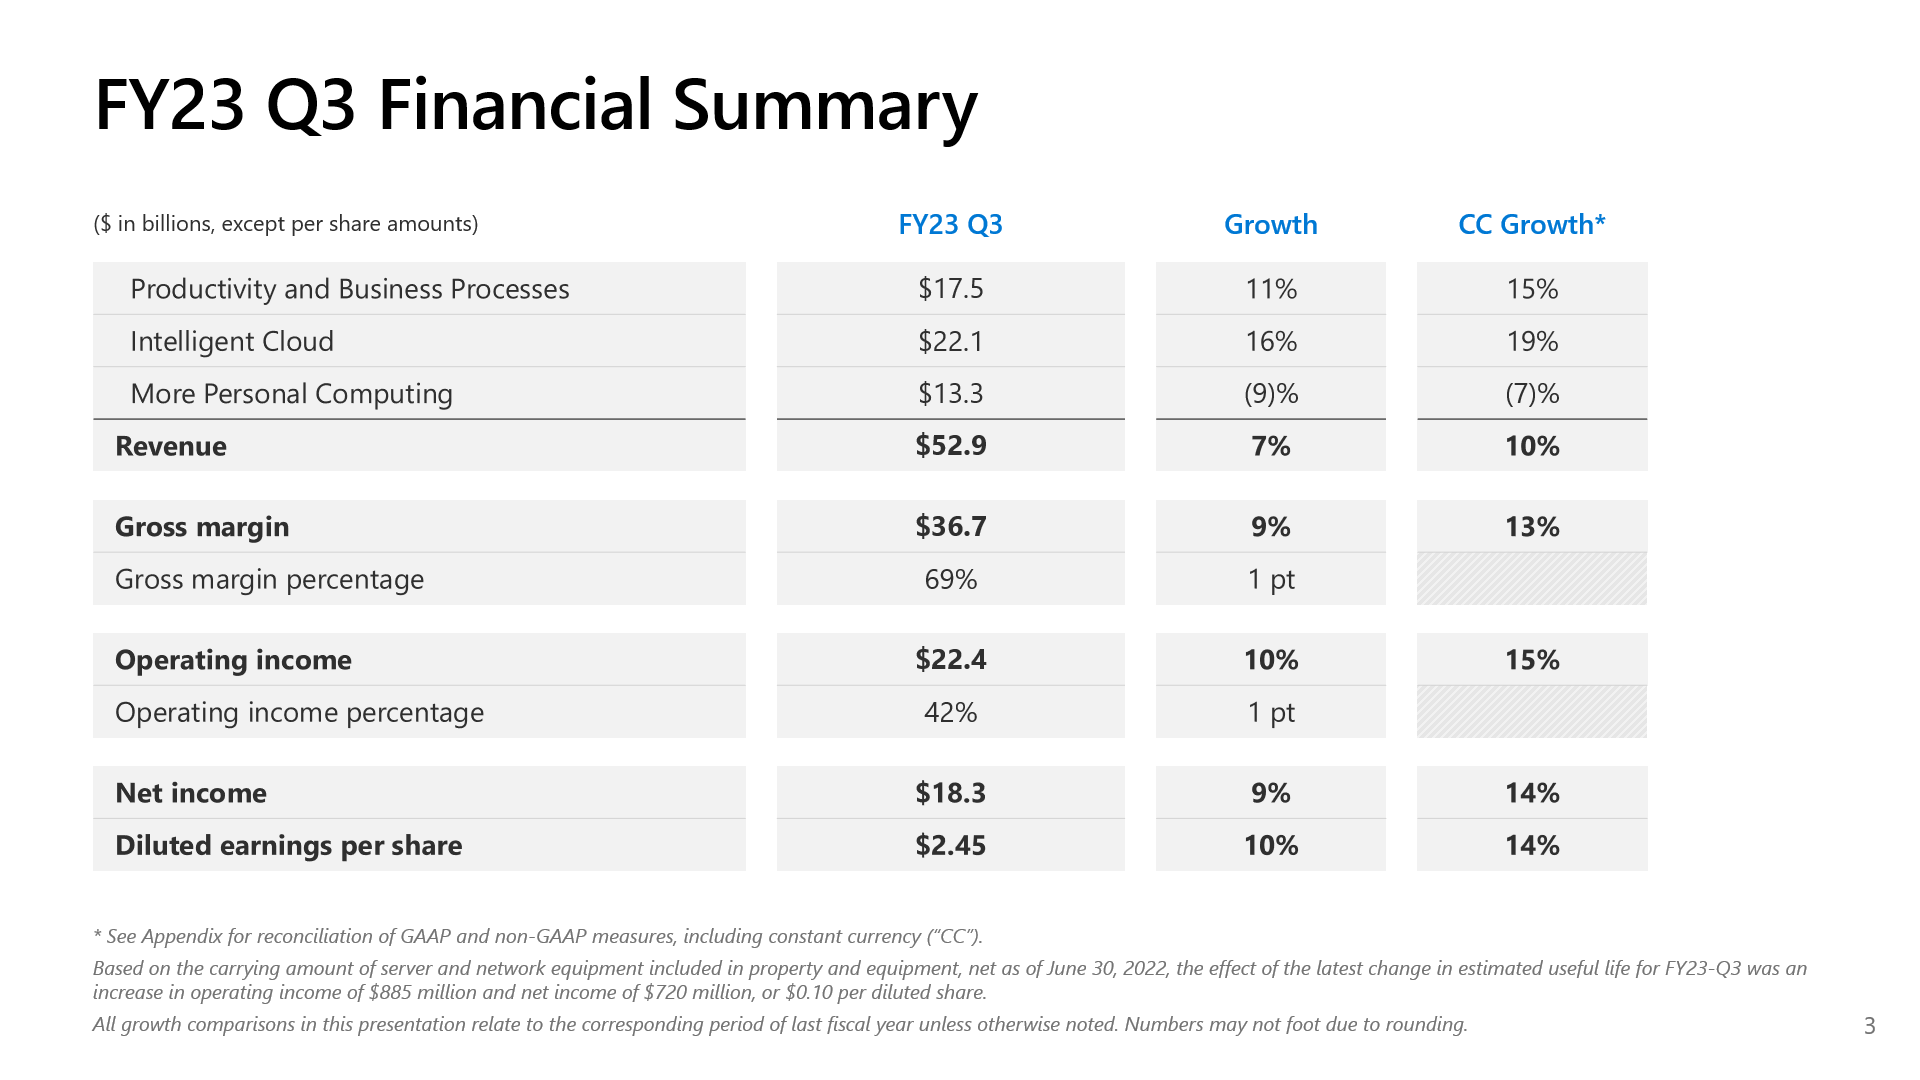 FY23 Q3 Financial Summary
($ in billions, except per share amounts) FY23 Q3 Growth CC Growth*
Productivity and Business Processes $17.5 11% 15%
Intelligent Cloud $22.1 16% 19%
More Personal Computing $13.3 (9)% (7)%
Revenue $52.9 7% 10%
Gross margin $36.7 9% 13%
Gross margin percentage 69% 1 pt
Operating income $22.4 10% 15%
Operating income percentage 42% 1 pt
Net income $18.3 9% 14%
Diluted earnings per share $2.45 10% 14%
* See Appendix for reconciliation of GAAP and non-GAAP measures, including constant currency (“CC”).
Based on the carrying amount of server and network equipment included in property and equipment, net as of June 30, 2022, the effect of the latest change in estimated useful life for FY23-Q3 was an
increase in operating income of $885 million and net income of $720 million, or $0.10 per diluted share.
All growth comparisons in this presentation relate to the corresponding period of last fiscal year unless otherwise noted. Numbers may not foot due to rounding.
3